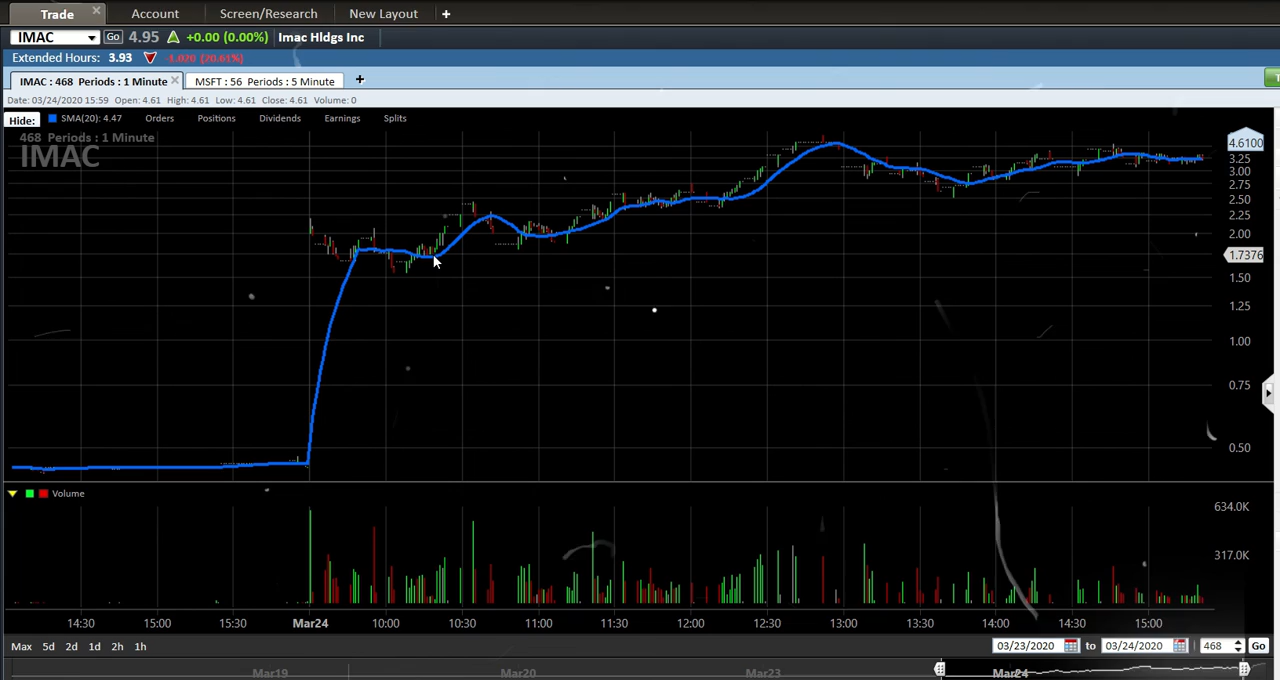 Trade
Account
Screen/Research
New Layout
+
IMAC Go 4.95 +0.00 (0.00%) Imac Hldgs Inc
Extended Hours: 3.93 -1.020 (20.61%)
IMAC : 468 Periods : 1 Minute
MSFT : 56 Periods : 5 Minute
+
Date: 03/24/2020 15:59 Open: 4.61 High: 4.61 Low: 4.61 Close: 4.61 Volume: 0
Hide: SMA(20): 4.47 Orders Positions Dividends Earnings Splits
468 Periods : 1 Minute
IMAC
4.6100
3.25
3.00
2.75
2.50
2.25
2.00
1.7376
1.50
1.25
1.00
0.75
0.50
Volume
634.0K
317.0K
14:30 15:00 15:30 Mar24 10:00 10:30 11:00 11:30 12:00 12:30 13:00 13:30 14:00 14:30 15:00
Max 5d 2d 1d 2h 1h 03/23/2020 to 03/24/2020 468 Go
Mar19 Mar20 Mar23 Mar24